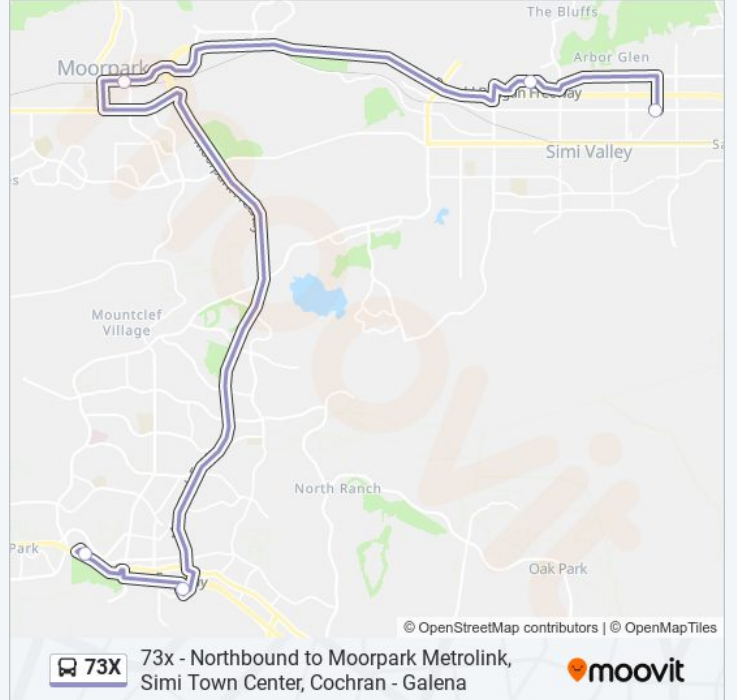 The Bluffs
Arbor Glen
Moorpark
Simi Valley
Mountclef
Village
North Ranch
Park
Oak Park
© OpenStreetMap contributors | © OpenMapTiles
73X
73x - Northbound to Moorpark Metrolink,
Simi Town Center, Cochran - Galena
moovit